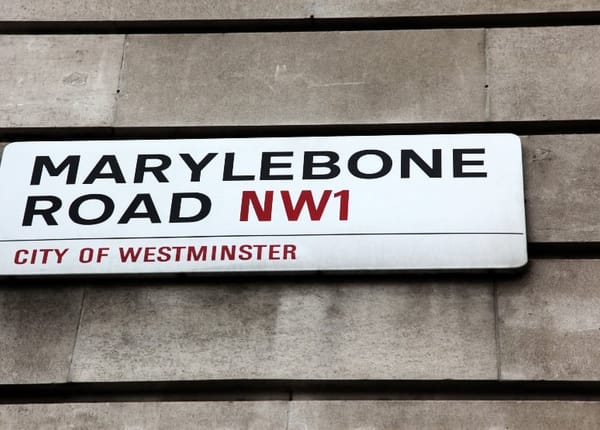 MARYLEBONE
ROAD NW1
CITY OF WESTMINSTER